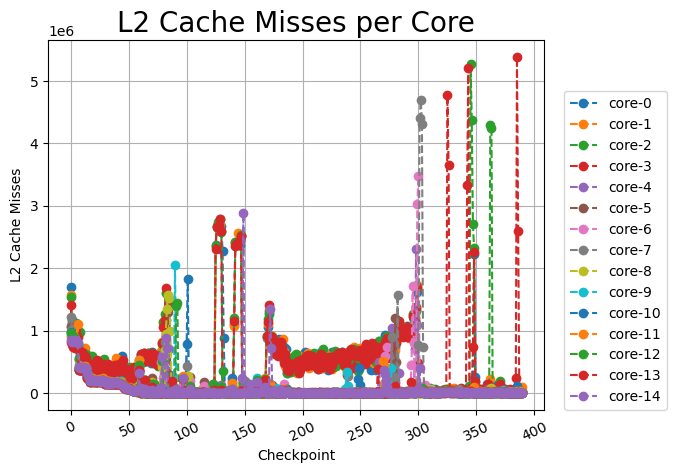 L2 Cache Misses per Core
1e6
5
4
3
2
1
0
L2 Cache Misses
0 50 100 150 200 250 300 350 400
Checkpoint
core-0
core-1
core-2
core-3
core-4
core-5
core-6
core-7
core-8
core-9
core-10
core-11
core-12
core-13
core-14